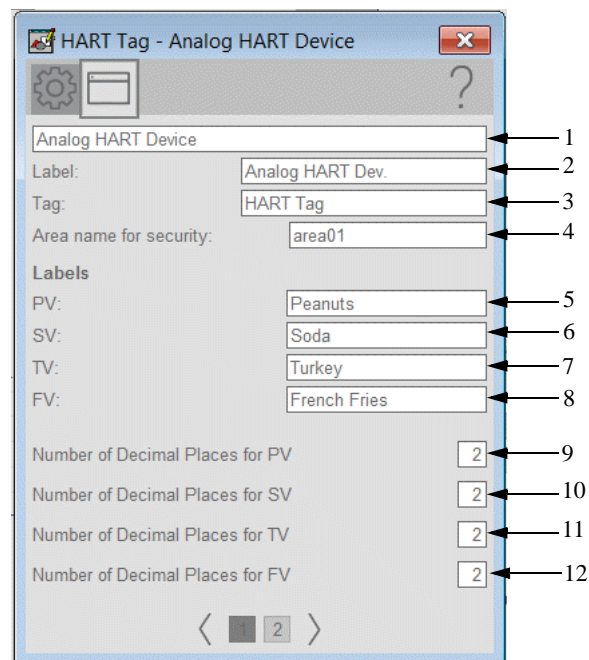 HART Tag - Analog HART Device
?
Analog HART Device 1
Label: Analog HART Dev. 2
Tag: HART Tag 3
Area name for security: area01 4
Labels
PV: Peanuts 5
SV: Soda 6
TV: Turkey 7
FV: French Fries 8
Number of Decimal Places for PV 2 9
Number of Decimal Places for SV 2 10
Number of Decimal Places for TV 2 11
Number of Decimal Places for FV 2 12
1 2